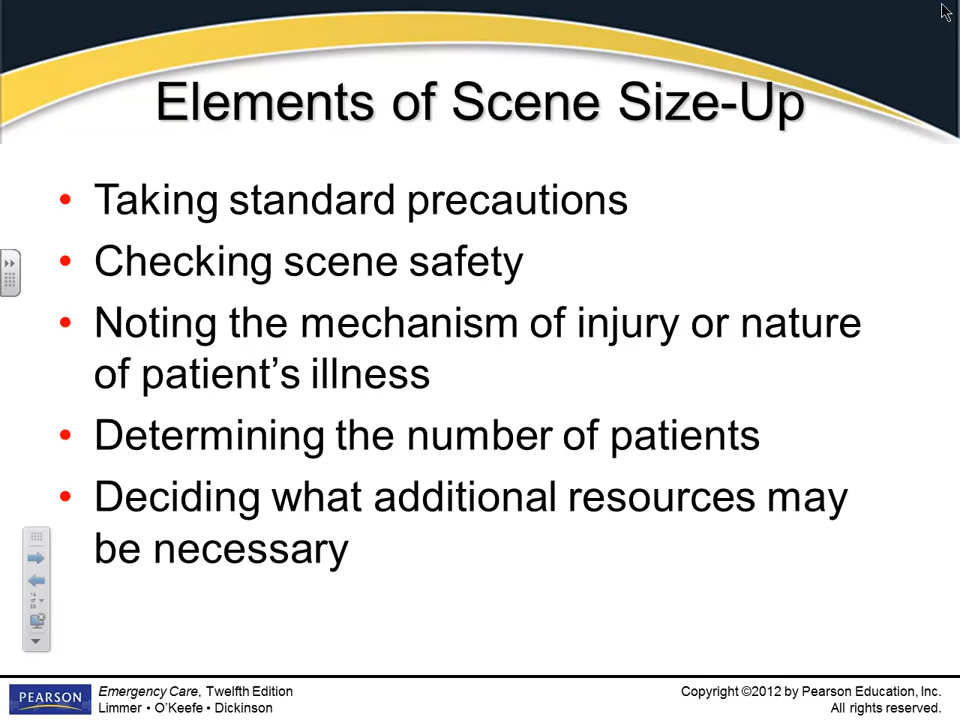 Elements of Scene Size-Up
• Taking standard precautions
• Checking scene safety
• Noting the mechanism of injury or nature
of patient’s illness
• Determining the number of patients
• Deciding what additional resources may
be necessary
PEARSON
Emergency Care, Twelfth Edition
Limmer • O’Keefe • Dickinson
Copyright ©2012 by Pearson Education, Inc.
All rights reserved.